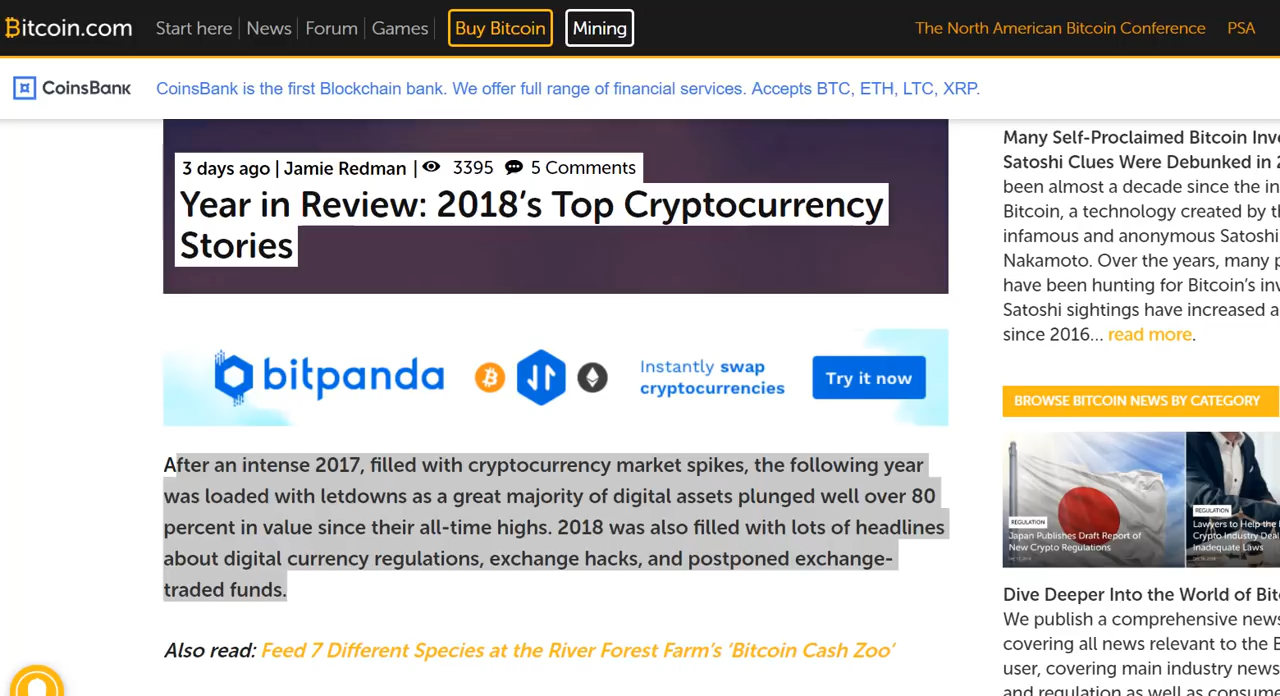 Bitcoin.com Start here News Forum Games Buy Bitcoin Mining The North American Bitcoin Conference PSA
CoinsBank CoinsBank is the first Blockchain bank. We offer full range of financial services. Accepts BTC, ETH, LTC, XRP.
3 days ago | Jamie Redman | 3395 5 Comments
Year in Review: 2018’s Top Cryptocurrency
Stories
bitpanda Instantly swap
cryptocurrencies
Try it now
After an intense 2017, filled with cryptocurrency market spikes, the following year
was loaded with letdowns as a great majority of digital assets plunged well over 80
percent in value since their all-time highs. 2018 was also filled with lots of headlines
about digital currency regulations, exchange hacks, and postponed exchange-
traded funds.
Also read: Feed 7 Different Species at the River Forest Farm’s ‘Bitcoin Cash Zoo’
Many Self-Proclaimed Bitcoin
Satoshi Clues Were Debunked in
been almost a decade since the
Bitcoin, a technology created by
infamous and anonymous Satoshi
Nakamoto. Over the years, many
have been hunting for Bitcoin’s
Satoshi sightings have increased
since 2016... read more.
BROWSE BITCOIN NEWS BY CATEGORY
REGULATION
Japan Publishes Draft Report of
New Crypto Regulations
REGULATION
Lawyers to Help the
Crypto Industry
Inadequate Laws
Dive Deeper Into the World of
We publish a comprehensive news
covering all news relevant to the
user, covering main industry news
and regulation as well as